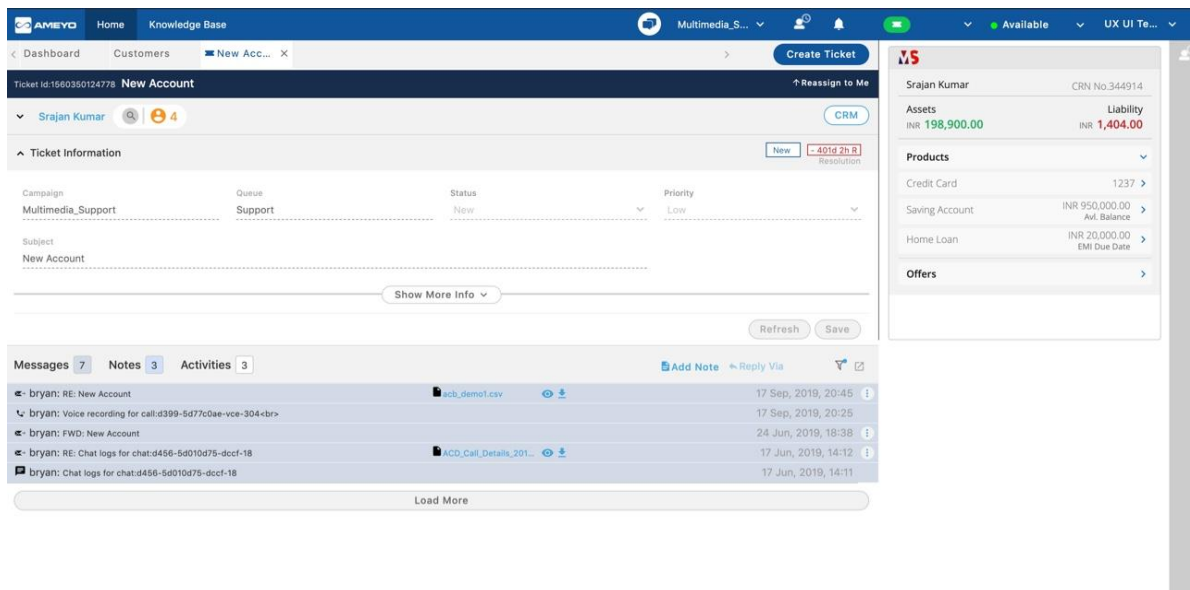 AMEYO Home Knowledge Base Multimedia_S... Available UX UI Te...
Dashboard Customers New Acc... X Create Ticket
Ticket Id:1560350124778 New Account Reassign to Me
Srajan Kumar 4 CRM
Ticket Information New - 401d 2h R
Resolution
Campaign Queue Status Priority
Multimedia_Support Support New Low
Subject
New Account
Show More Info
Refresh Save
Messages 7 Notes 3 Activities 3 Add Note Reply Via
bryan: RE: New Account acb_demo1.csv 17 Sep, 2019, 20:45
bryan: Voice recording for call:d399-5d77c0ae-vce-304<br> 17 Sep, 2019, 20:25
bryan: FWD: New Account 24 Jun, 2019, 18:38
bryan: RE: Chat logs for chat:d456-5d010d75-dccf-18 ACD_Call_Details_201... 17 Jun, 2019, 14:12
bryan: Chat logs for chat:d456-5d010d75-dccf-18 17 Jun, 2019, 14:11
Load More
MS
Srajan Kumar CRN No.344914
Assets Liability
INR 198,900.00 INR 1,404.00
Products
Credit Card 1237
Saving Account INR 950,000.00
Avl. Balance
Home Loan INR 20,000.00
EMI Due Date
Offers